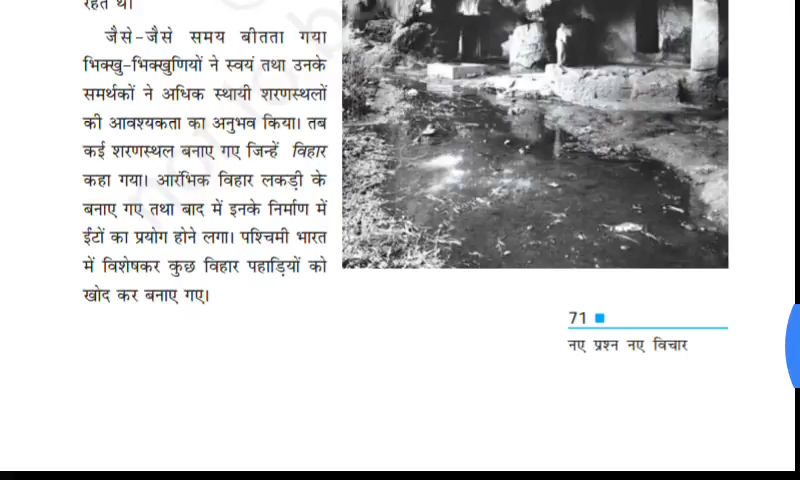 रहते थे।
जैसे-जैसे समय बीतता गया
भिक्खु-भिक्खुणियों ने स्वयं तथा उनके
समर्थकों ने अधिक स्थायी शरणस्थलों
की आवश्यकता का अनुभव किया। तब
कई शरणस्थल बनाए गए जिन्हें विहार
कहा गया। आरंभिक विहार लकड़ी के
बनाए गए तथा बाद में इनके निर्माण में
ईंटों का प्रयोग होने लगा। पश्चिमी भारत
में विशेषकर कुछ विहार पहाड़ियों को
खोद कर बनाए गए।
71
नए प्रश्न नए विचार